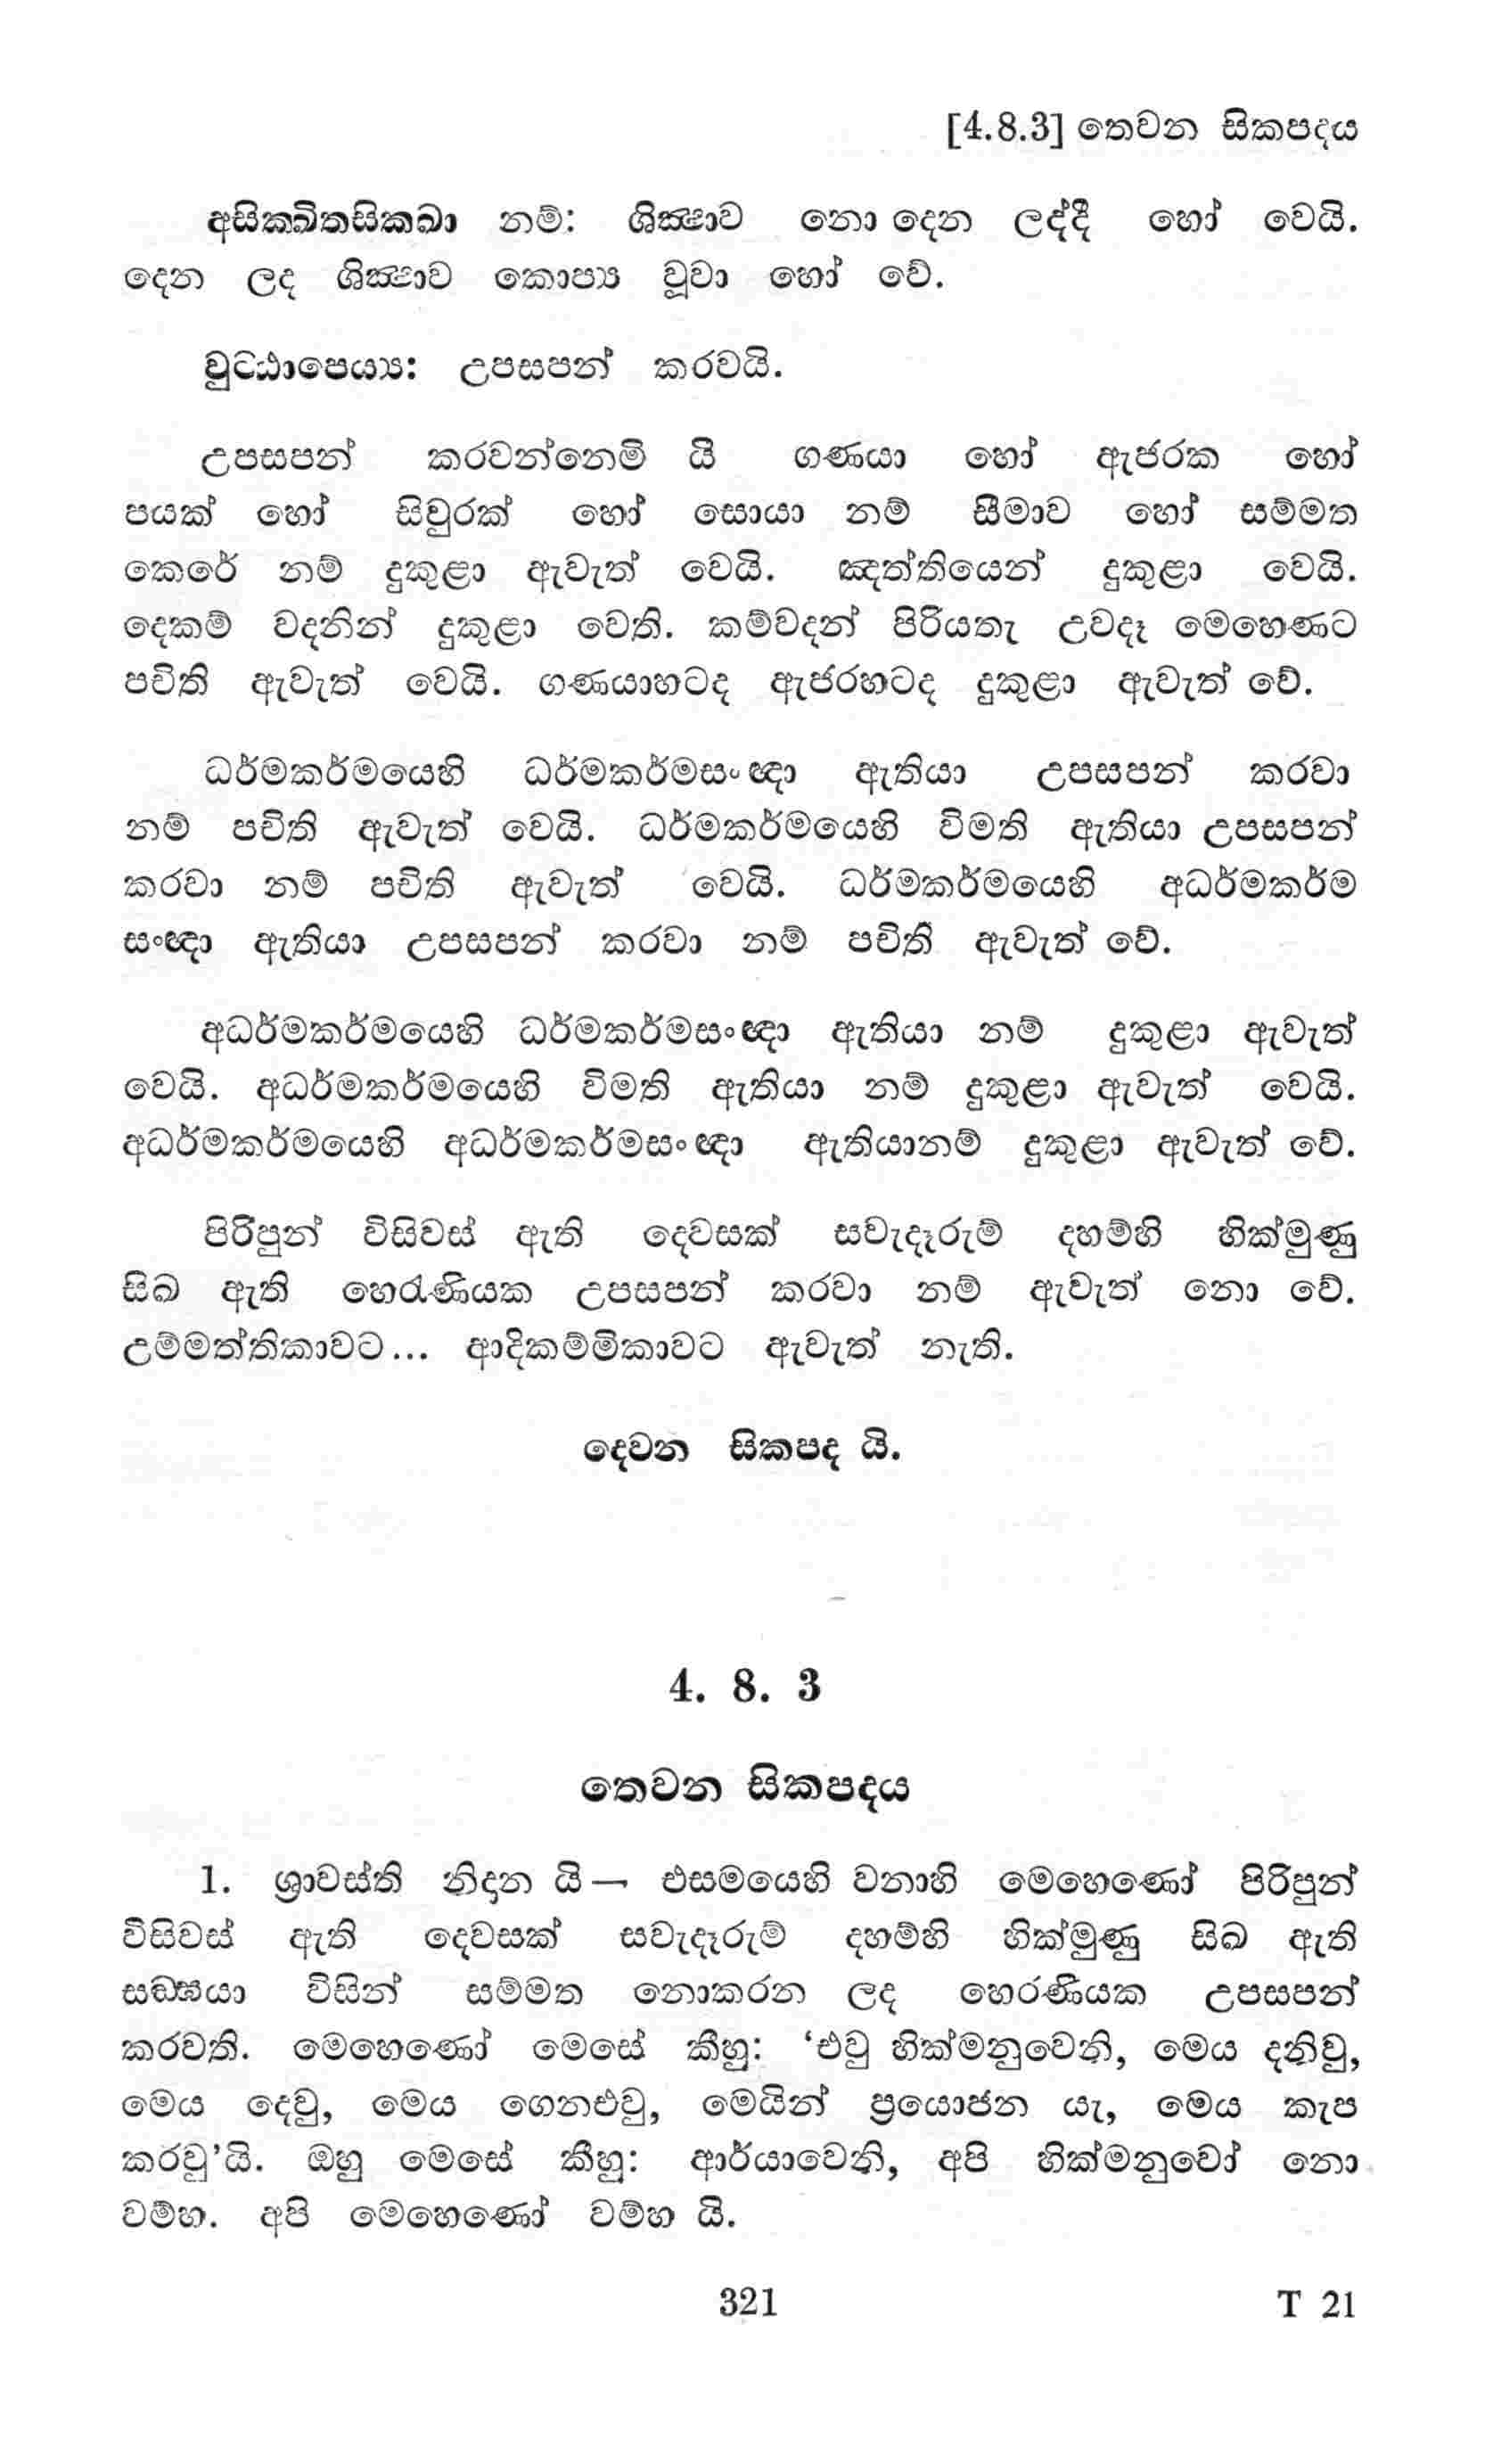 [4.8.3] තෙවන සිකපදය
අසික්ඛිතසික්ඛා නම්: ශික්‍ෂාව නො දෙන ලද්දී හෝ වෙයි.
දෙන ලද ශික්‍ෂාව කොප්‍ය වූවා හෝ වේ.
වුට්ඨාපෙය්‍ය: උපසපන් කරවයි.
උපසපන් කරවන්නෙමි යි ගණයා හෝ ඇජරක හෝ
පයක් හෝ සිවුරක් හෝ සොයා නම් සීමාව හෝ සම්මත
කෙරේ නම් දුකුළා ඇවැත් වෙයි. ඤත්තියෙන් දුකුළා වෙයි.
දෙකම් වදනින් දුකුළා වෙති. කම්වදන් පිරියතැ උවදෑ මෙහෙණට
පචිති ඇවැත් වෙයි. ගණයාහටද ඇජරහටද දුකුළා ඇවැත් වේ.
ධර්මකර්මයෙහි ධර්මකර්මසංඥා ඇතියා උපසපන් කරවා
නම් පචිති ඇවැත් වෙයි. ධර්මකර්මයෙහි විමති ඇතියා උපසපන්
කරවා නම් පචිති ඇවැත් වෙයි. ධර්මකර්මයෙහි අධර්මකර්ම
සංඥා ඇතියා උපසපන් කරවා නම් පචිති ඇවැත් වේ.
අධර්මකර්මයෙහි ධර්මකර්මසංඥා ඇතියා නම් දුකුළා ඇවැත්
වෙයි. අධර්මකර්මයෙහි විමති ඇතියා නම් දුකුළා ඇවැත් වෙයි.
අධර්මකර්මයෙහි අධර්මකර්මසංඥා ඇතියානම් දුකුළා ඇවැත් වේ.
පිරිපුන් විසිවස් ඇති දෙවසක් සවැදෑරුම් දහම්හි හික්මුණු
සිඛ ඇති හෙරැණියක උපසපන් කරවා නම් ඇවැත් නො වේ.
උම්මත්තිකාවට... ආදිකම්මිකාවට ඇවැත් නැති.
දෙවන සිකපද යි.
4. 8. 3
තෙවන සිකපදය
1. ශ්‍රාවස්ති නිදාන යි— එසමයෙහි වනාහි මෙහෙණෝ පිරිපුන්
විසිවස් ඇති දෙවසක් සවැදෑරුම් දහම්හි හික්මුණු සිඛ ඇති
සඞ්ඝයා විසින් සම්මත නොකරන ලද හෙරණියක උපසපන්
කරවති. මෙහෙණෝ මෙසේ කීහු: ‘එවු හික්මනුවෙනි, මෙය දනිවු,
මෙය දෙවු, මෙය ගෙනඑවු, මෙයින් ප්‍රයොජන යැ, මෙය කැප
කරවු’යි. ඔහු මෙසේ කීහු: ආර්යාවෙනි, අපි හික්මනුවෝ නො
වම්හ. අපි මෙහෙණෝ වම්හ යි.
321 T 21